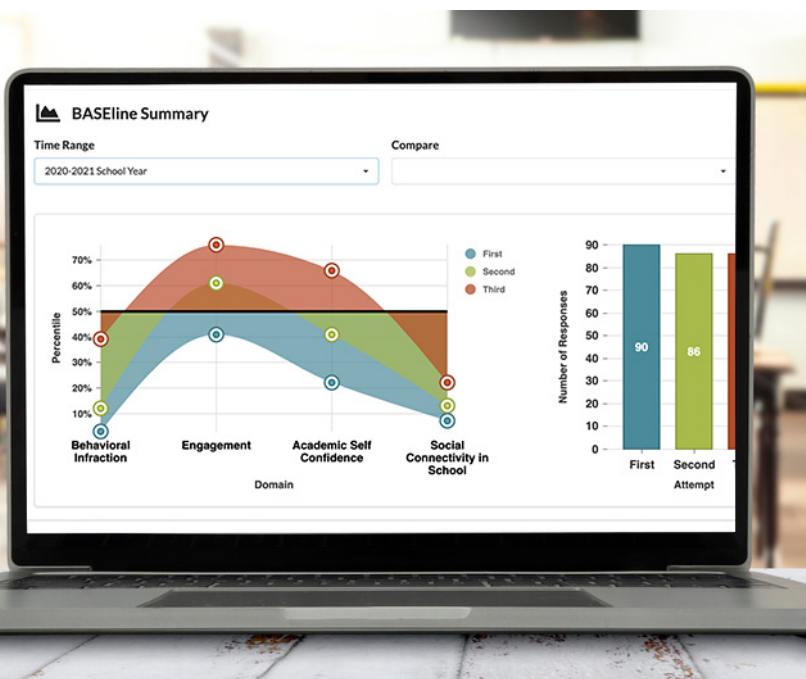 BASEline Summary
Time Range
Compare
2020-2021 School Year
70%
60%
50%
40%
30%
20%
10%
Percentile
Behavioral
Infraction
Engagement
Academic Self
Confidence
Social
Connectivity in
School
Domain
First
Second
Third
90
80
70
60
50
40
30
20
10
0
Number of Responses
90
86
First
Second
Attempt